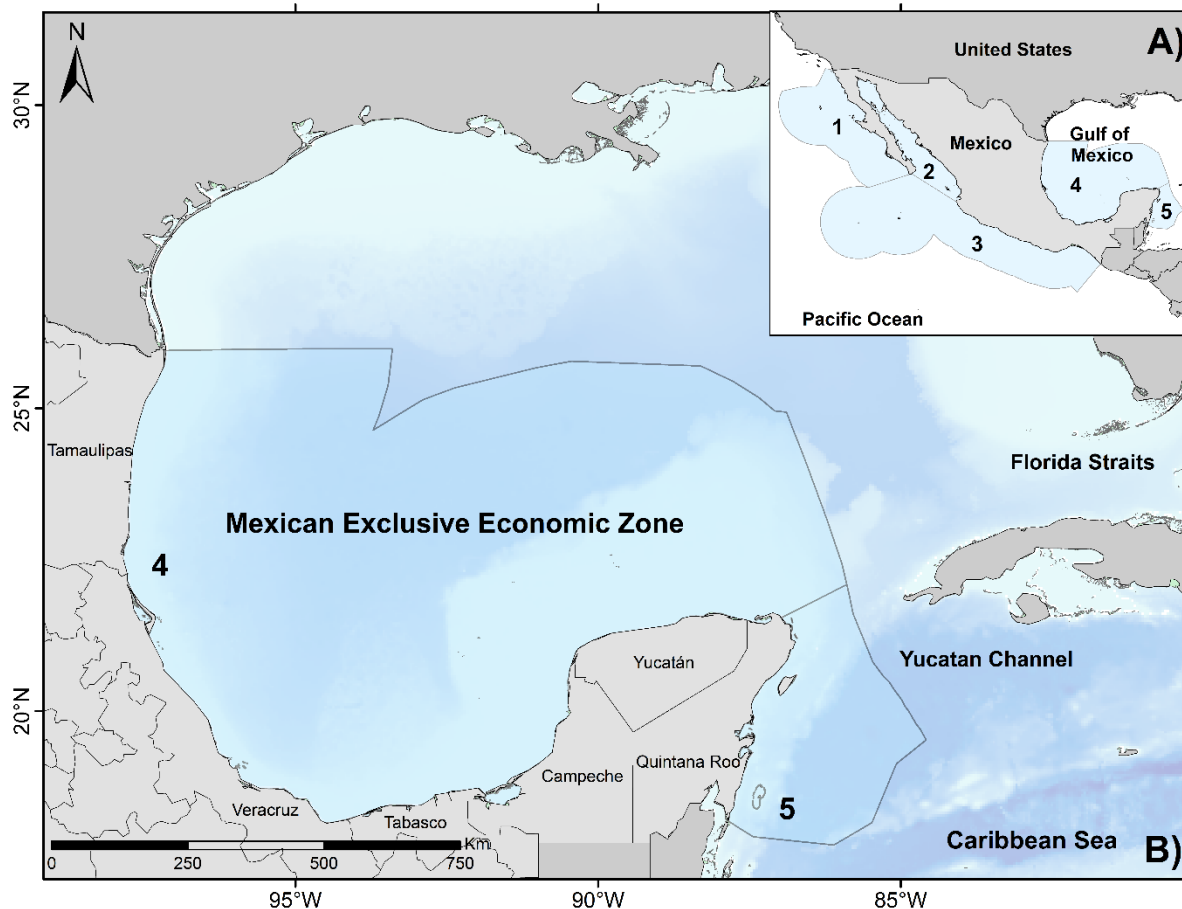 N
30°N
25°N
20°N
95°W
90°W
85°W
A)
United States
Mexico
Gulf of
Mexico
1
2
3
4
5
Pacific Ocean
Tamaulipas
Mexican Exclusive Economic Zone
4
Florida Straits
Yucatan Channel
Yucatán
Quintana Roo
Campeche
Veracruz
Tabasco
5
Caribbean Sea
B)
Km
0
250
500
750